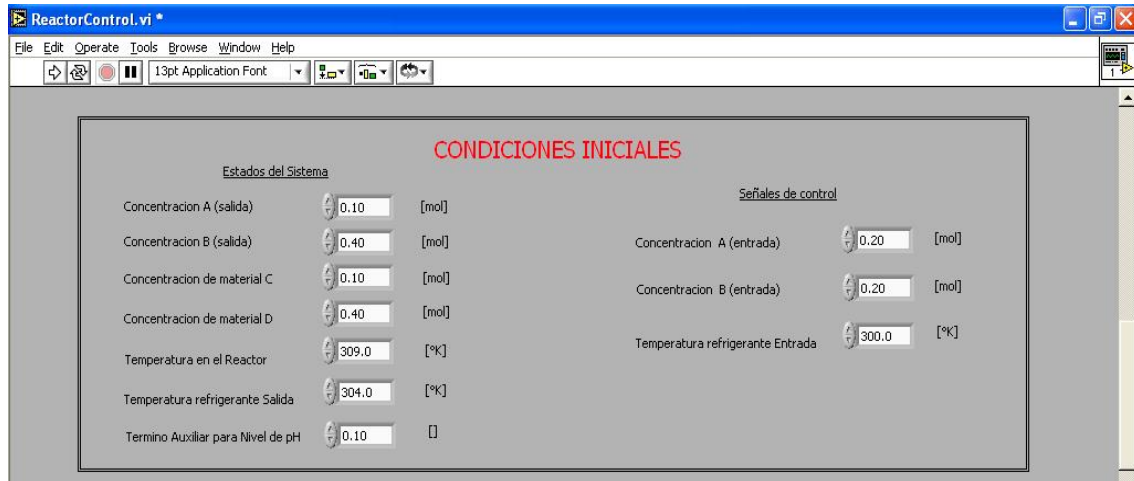 ReactorControl.vi *
File Edit Operate Tools Browse Window Help
13pt Application Font
1
CONDICIONES INICIALES
Estados del Sistema
Concentracion A (salida) 0.10 [mol]
Concentracion B (salida) 0.40 [mol]
Concentracion de material C 0.10 [mol]
Concentracion de material D 0.40 [mol]
Temperatura en el Reactor 309.0 [°K]
Temperatura refrigerante Salida 304.0 [°K]
Termino Auxiliar para Nivel de pH 0.10 []
Señales de control
Concentracion A (entrada) 0.20 [mol]
Concentracion B (entrada) 0.20 [mol]
Temperatura refrigerante Entrada 300.0 [°K]